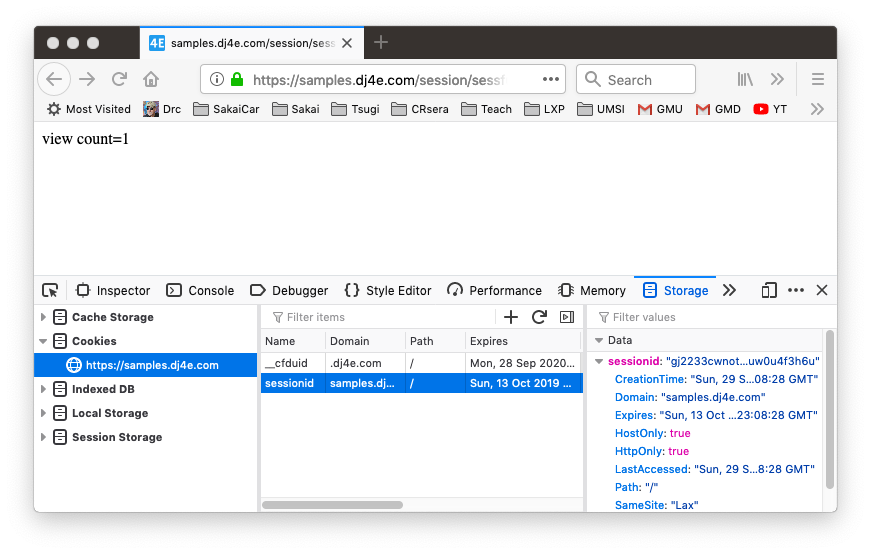 4E samples.dj4e.com/session/sess
https://samples.dj4e.com/session/sessf
Search
Most Visited Drc SakaiCar Sakai Tsugi CRsera Teach LXP UMSI GMU GMD YT
view count=1
Inspector Console Debugger Style Editor Performance Memory Storage
Cache Storage
Cookies
https://samples.dj4e.com
Indexed DB
Local Storage
Session Storage
Filter items
Name Domain Path Expires
__cfduid .dj4e.com / Mon, 28 Sep 2020...
sessionid samples.dj... / Sun, 13 Oct 2019 ...
Filter values
Data
sessionid: "gj2233cwnot...uw0u4f3h6u"
CreationTime: "Sun, 29 S...08:28 GMT"
Domain: "samples.dj4e.com"
Expires: "Sun, 13 Oct ...23:08:28 GMT"
HostOnly: true
HttpOnly: true
LastAccessed: "Sun, 29 S...8:28 GMT"
Path: "/"
SameSite: "Lax"